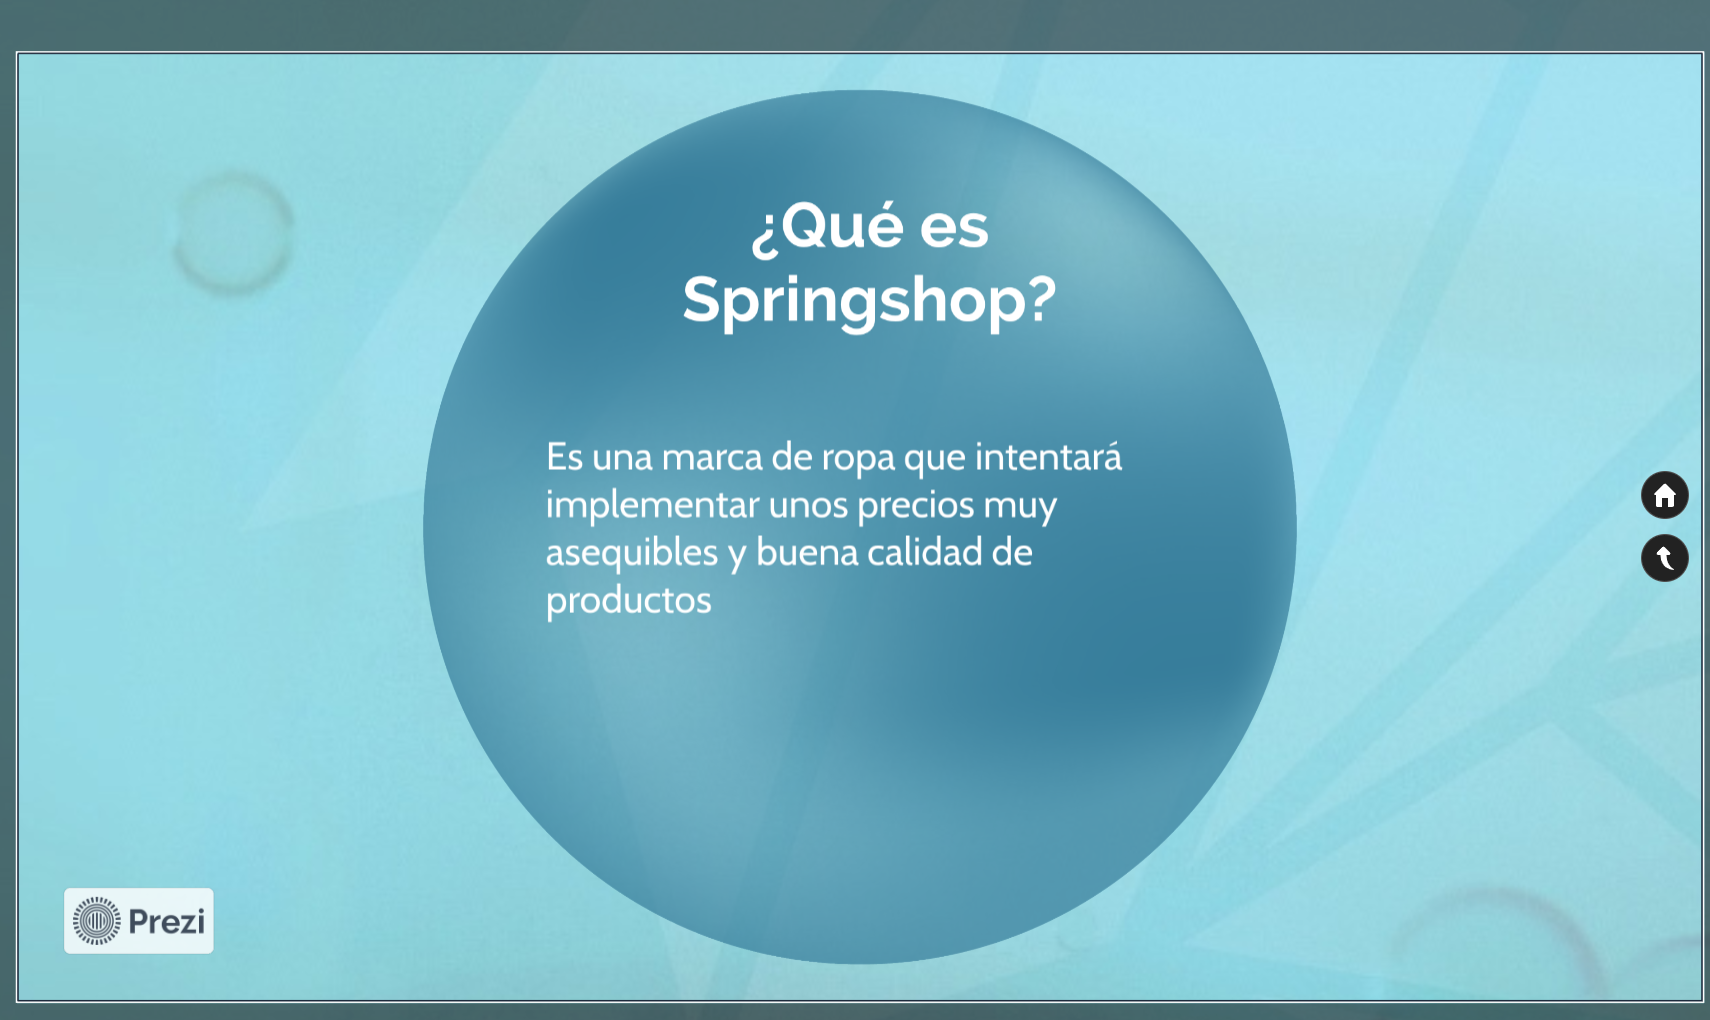 ¿Qué es
Springshop?
Es una marca de ropa que intentará
implementar unos precios muy
asequibles y buena calidad de
productos
Prezi